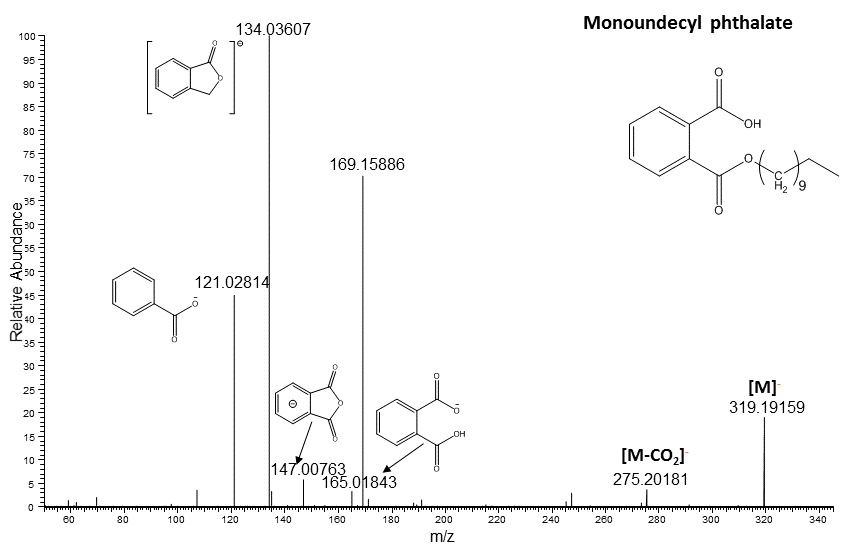 Monoundecyl phthalate
134.03607
169.15886
121.02814
147.00763
165.01843
[M]-
319.19159
[M-CO2]-
275.20181
O
O
⊖
O
OH
O
( C H2 )9
O
O-
O
O
O
O
⊖
O
O-
OH
O
Relative Abundance
100
95
90
85
80
75
70
65
60
55
50
45
40
35
30
25
20
15
10
5
0
60 80 100 120 140 160 180 200 220 240 260 280 300 320 340
m/z